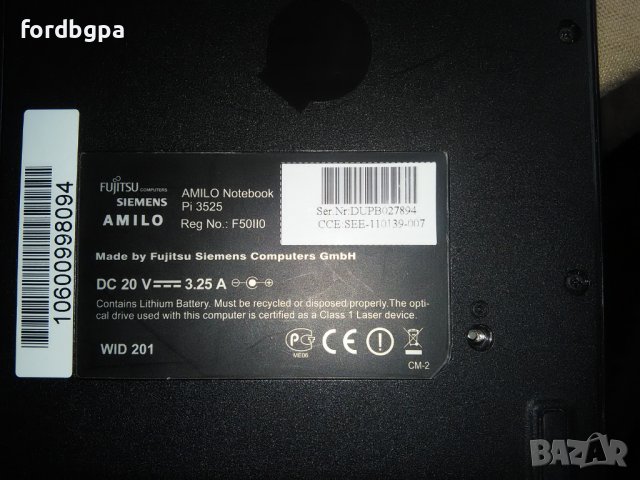 fordbgpa
10600998094
FUJITSU COMPUTERS
SIEMENS
AMILO
AMILO Notebook
Pi 3525
Reg No.: F50II0
Ser.Nr:DUPB027894
CCE:SEE-110139-007
Made by Fujitsu Siemens Computers GmbH
DC 20 V 3.25 A
Contains Lithium Battery. Must be recycled or disposed properly.The opti-
cal drive used with this computer is certified as a Class 1 Laser device.
WID 201
ME06
CE
CM-2
BAZAR